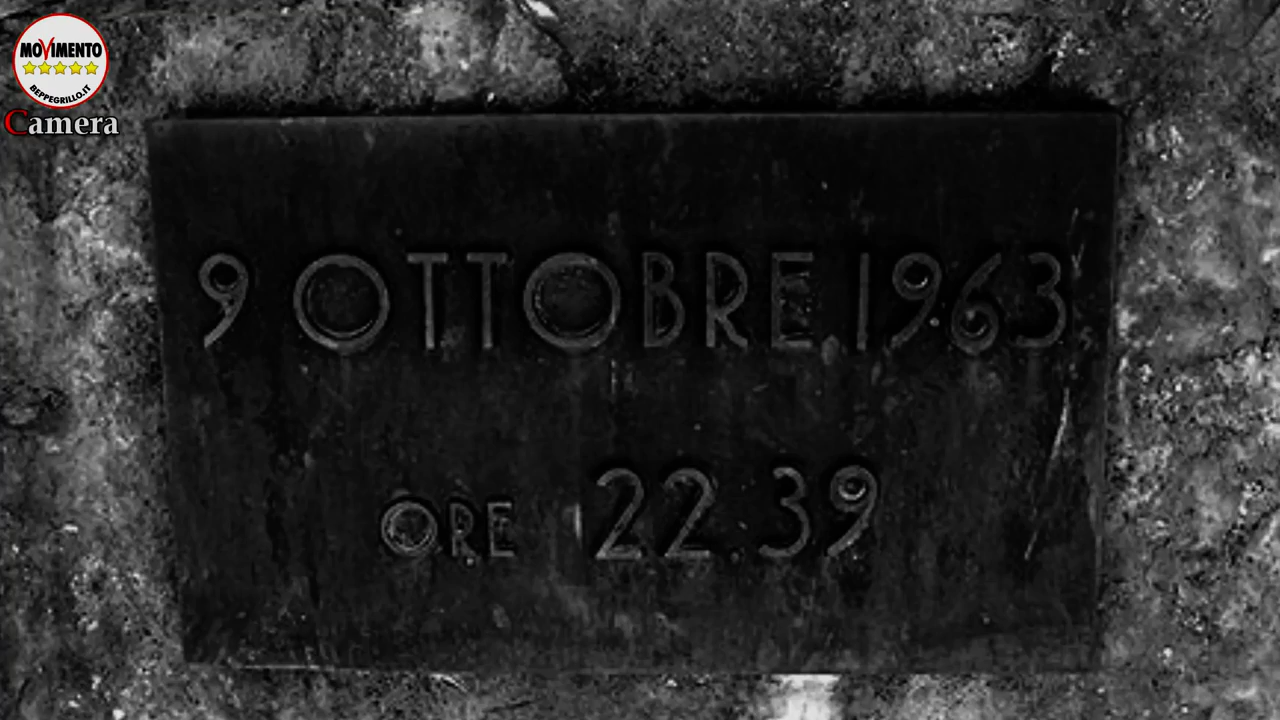 MOVIMENTO
BEPPEGRILLO.IT
Camera
9 OTTOBRE 1963
ORE 22.39